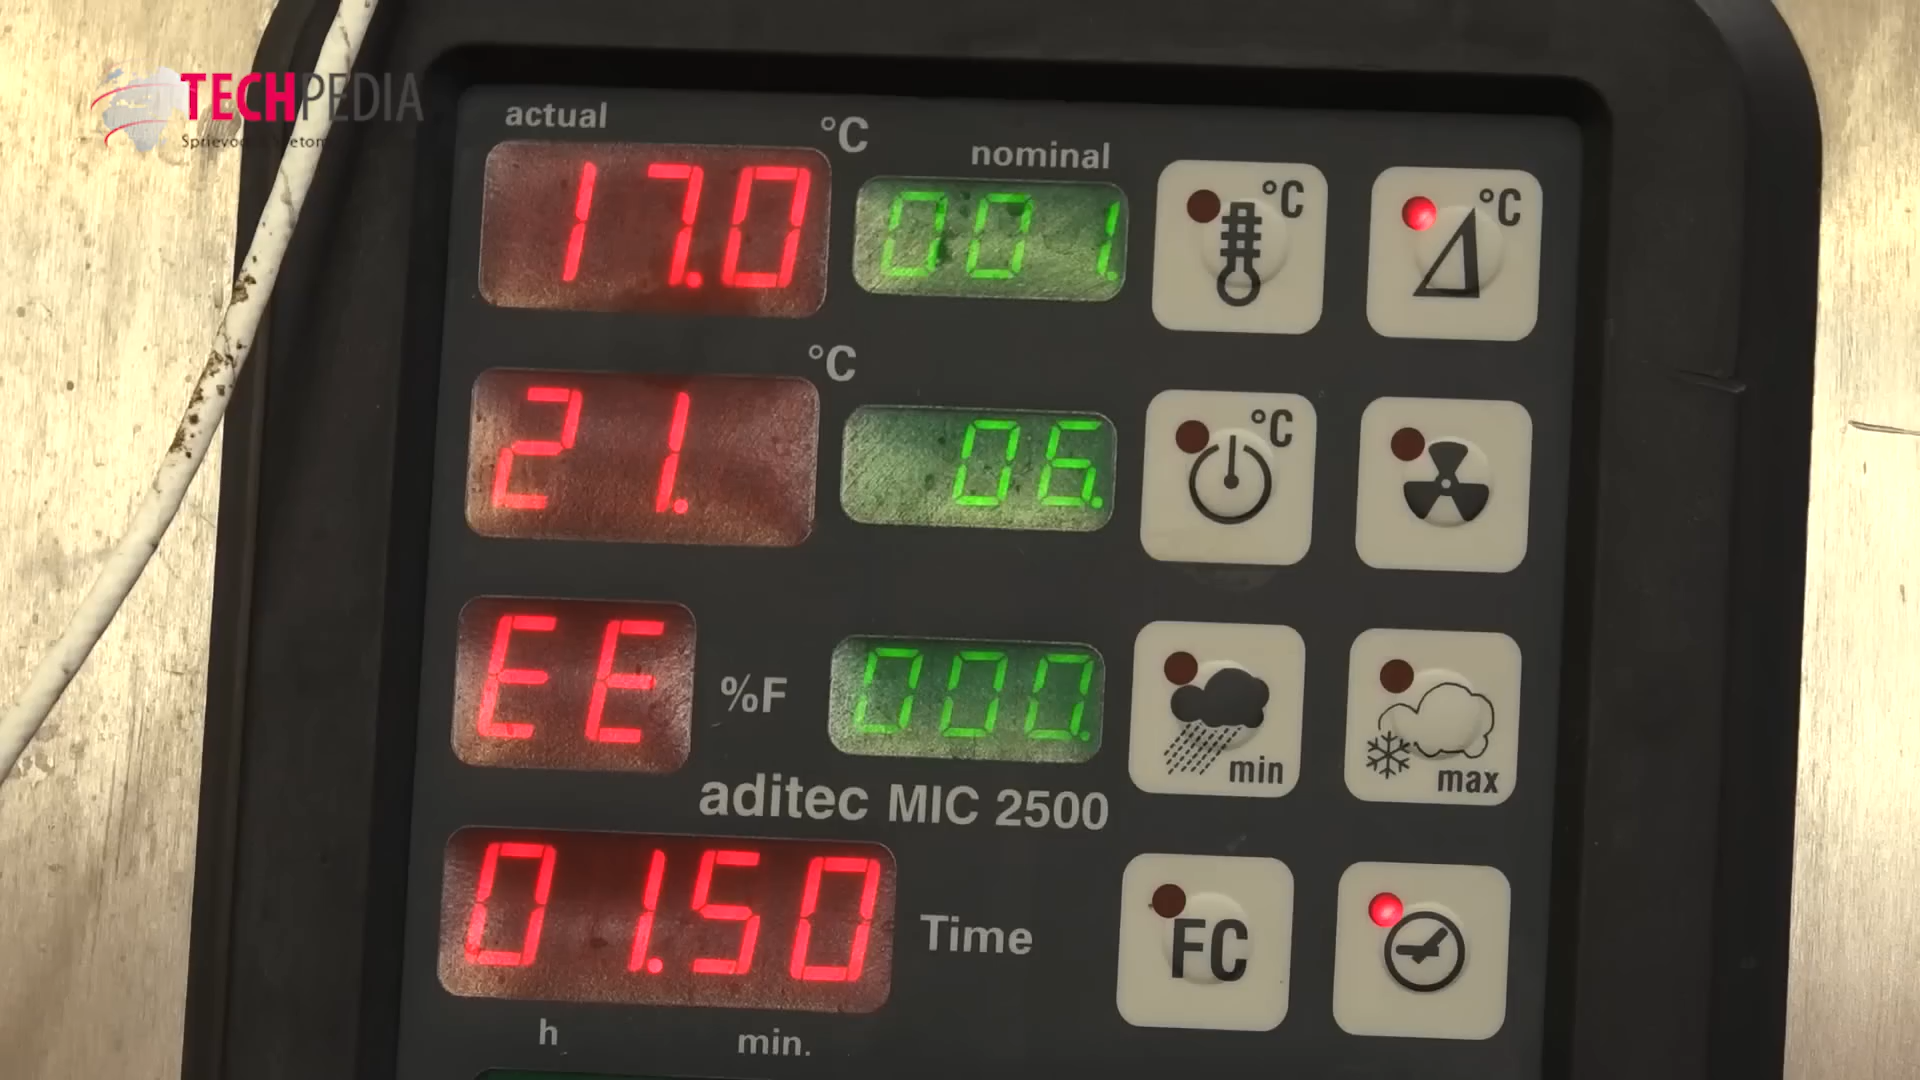 TECHPEDIA
actual
°C
nominal
17.0
001.
°C
°C
°C
21.
06.
°C
EE
%F
000.
min
max
aditec MIC 2500
01.50
Time
FC
h
min.